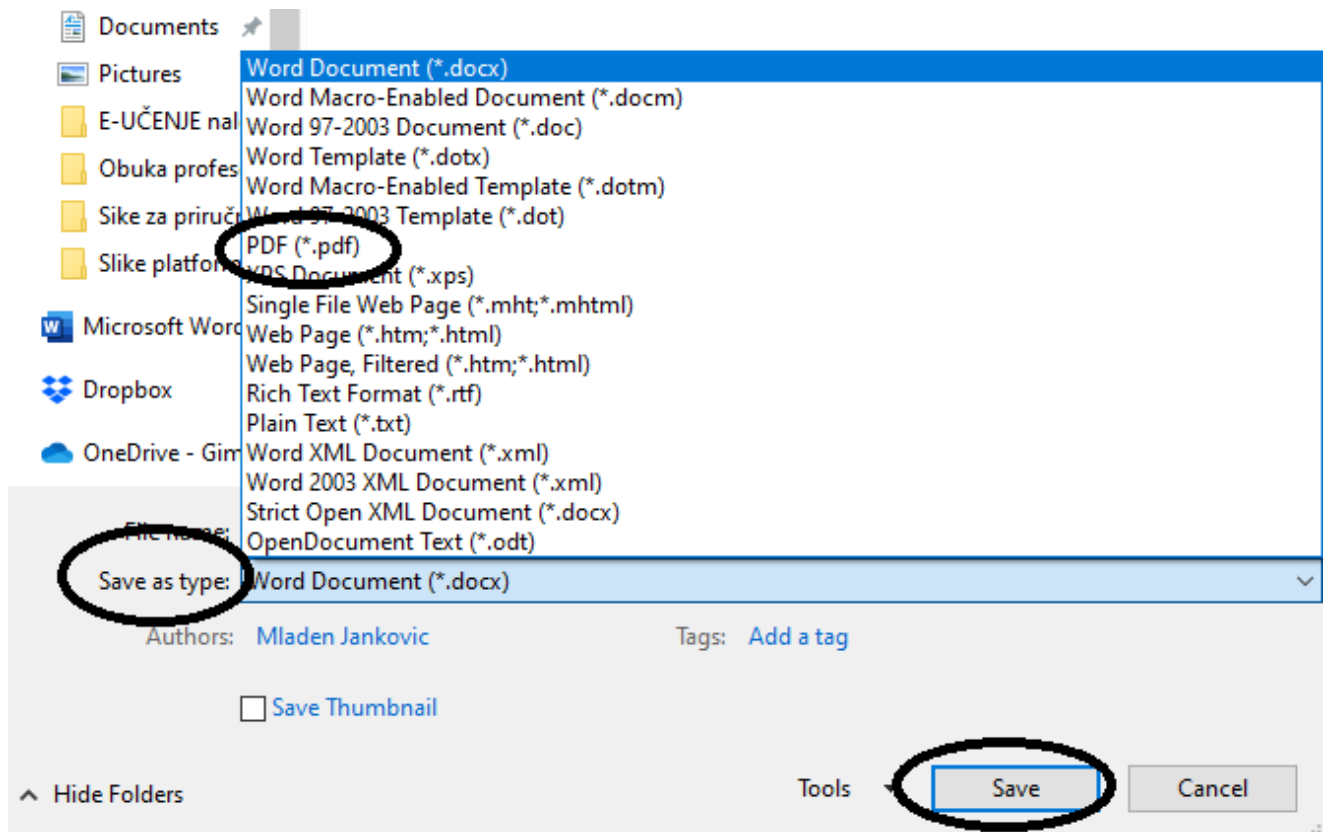 Documents
Pictures
E-UČENJE nal
Obuka profes
Sike za priruč
Slike platform
Microsoft Word
Dropbox
OneDrive - Gim
Word Document (*.docx)
Word Macro-Enabled Document (*.docm)
Word 97-2003 Document (*.doc)
Word Template (*.dotx)
Word Macro-Enabled Template (*.dotm)
Word 97-2003 Template (*.dot)
PDF (*.pdf)
XPS Document (*.xps)
Single File Web Page (*.mht;*.mhtml)
Web Page (*.htm;*.html)
Web Page, Filtered (*.htm;*.html)
Rich Text Format (*.rtf)
Plain Text (*.txt)
Word XML Document (*.xml)
Word 2003 XML Document (*.xml)
Strict Open XML Document (*.docx)
OpenDocument Text (*.odt)
File name:
Save as type: Word Document (*.docx)
Authors: Mladen Jankovic Tags: Add a tag
Save Thumbnail
Hide Folders Tools Save Cancel